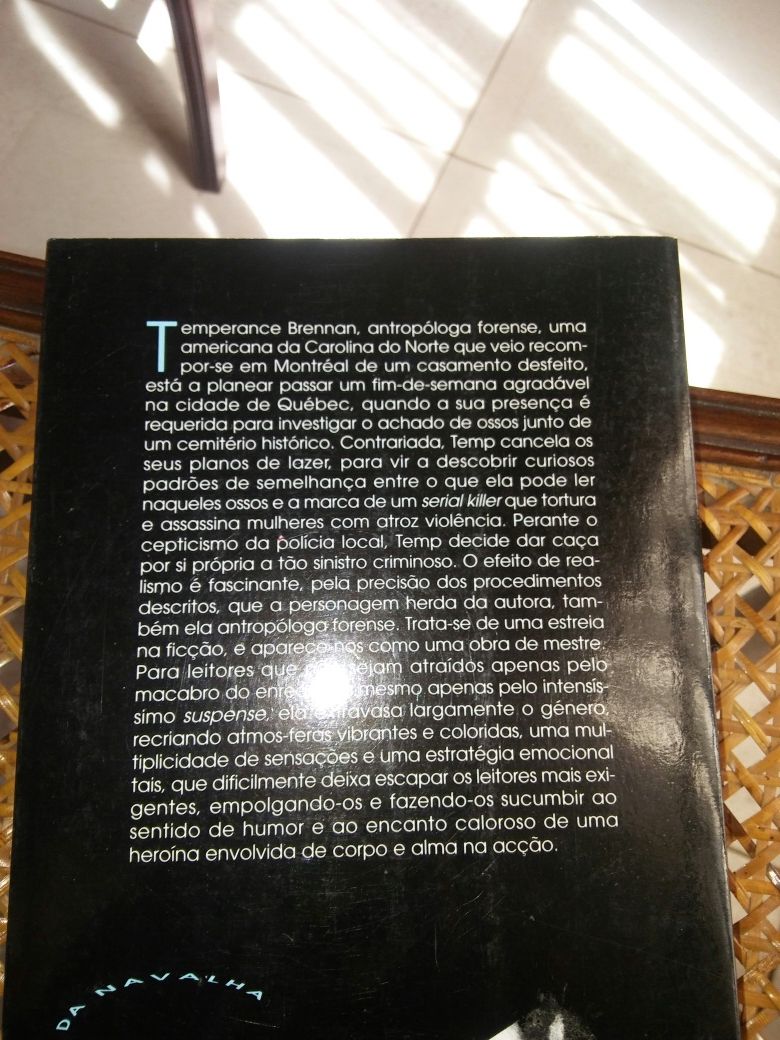 Temperance Brennan, antropóloga forense, uma
americana da Carolina do Norte que veio recom-
por-se em Montréal de um casamento desfeito,
está a planear passar um fim-de-semana agradável
na cidade de Québec, quando a sua presença é
requerida para investigar o achado de ossos junto de
um cemitério histórico. Contrariada, Temp cancela os
seus planos de lazer, para vir a descobrir curiosos
padrões de semelhança entre o que ela pode ler
naqueles ossos e a marca de um serial killer que tortura
e assassina mulheres com atroz violência. Perante o
cepticismo da polícia local, Temp decide dar caça
por si própria a tão sinistro criminoso. O efeito de rea-
lismo é fascinante, pela precisão dos procedimentos
descritos, que a personagem herda da autora, tam-
bém ela antropóloga forense. Trata-se de uma estreia
na ficção, e aparece-nos como uma obra de mestre.
Para leitores que sejam atraídos apenas pelo
macabro do mesmo apenas pelo intensís-
simo suspense, ela largamente o género,
recriando atmos-feras vibrantes e coloridas, uma mul-
tiplicidade de sensações e uma estratégia emocional
tais, que dificilmente deixa escapar os leitores mais exi-
gentes, empolgando-os e fazendo-os sucumbir ao
sentido de humor e ao encanto caloroso de uma
heroína envolvida de corpo e alma na acção.
DA NAVALHA